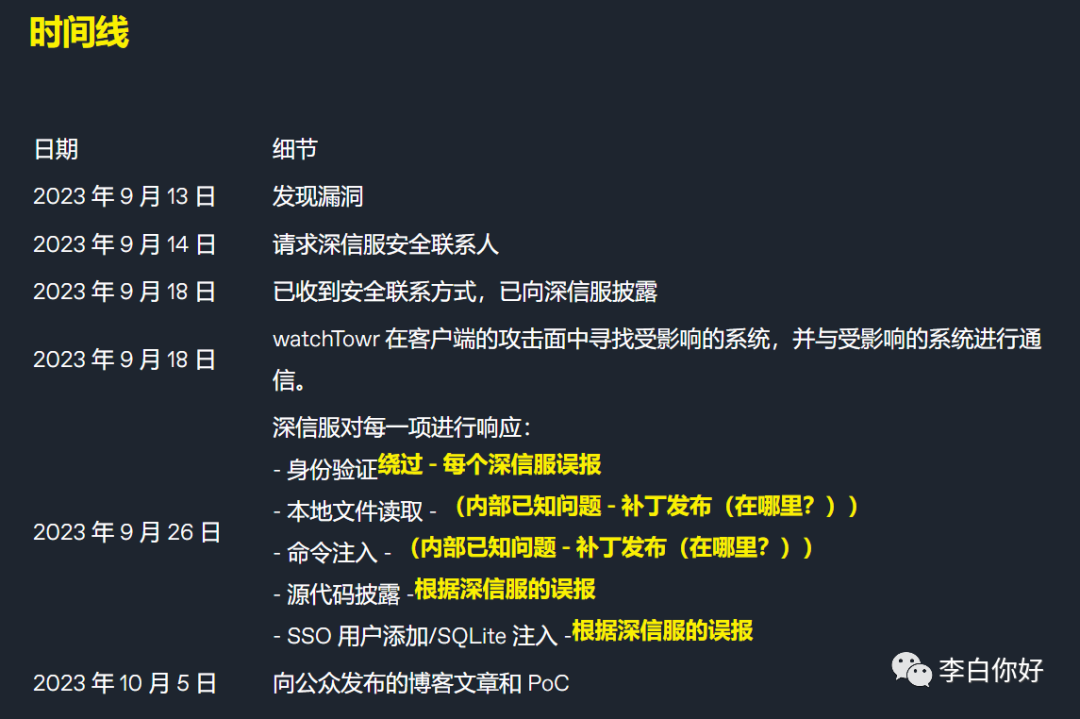 时间线
日期 细节
2023 年 9 月 13 日 发现漏洞
2023 年 9 月 14 日 请求深信服安全联系人
2023 年 9 月 18 日 已收到安全联系方式，已向深信服披露
2023 年 9 月 18 日 watchTowr 在客户端的攻击面中寻找受影响的系统，并与受影响的系统进行通
信。
2023 年 9 月 26 日 深信服对每一项进行响应：
- 身份验证绕过 - 每个深信服误报
- 本地文件读取 - （内部已知问题 - 补丁发布（在哪里？））
- 命令注入 - （内部已知问题 - 补丁发布（在哪里？））
- 源代码披露 -根据深信服的误报
- SSO 用户添加/SQLite 注入 -根据深信服的误报
2023 年 10 月 5 日 向公众发布的博客文章和 PoC
李白你好